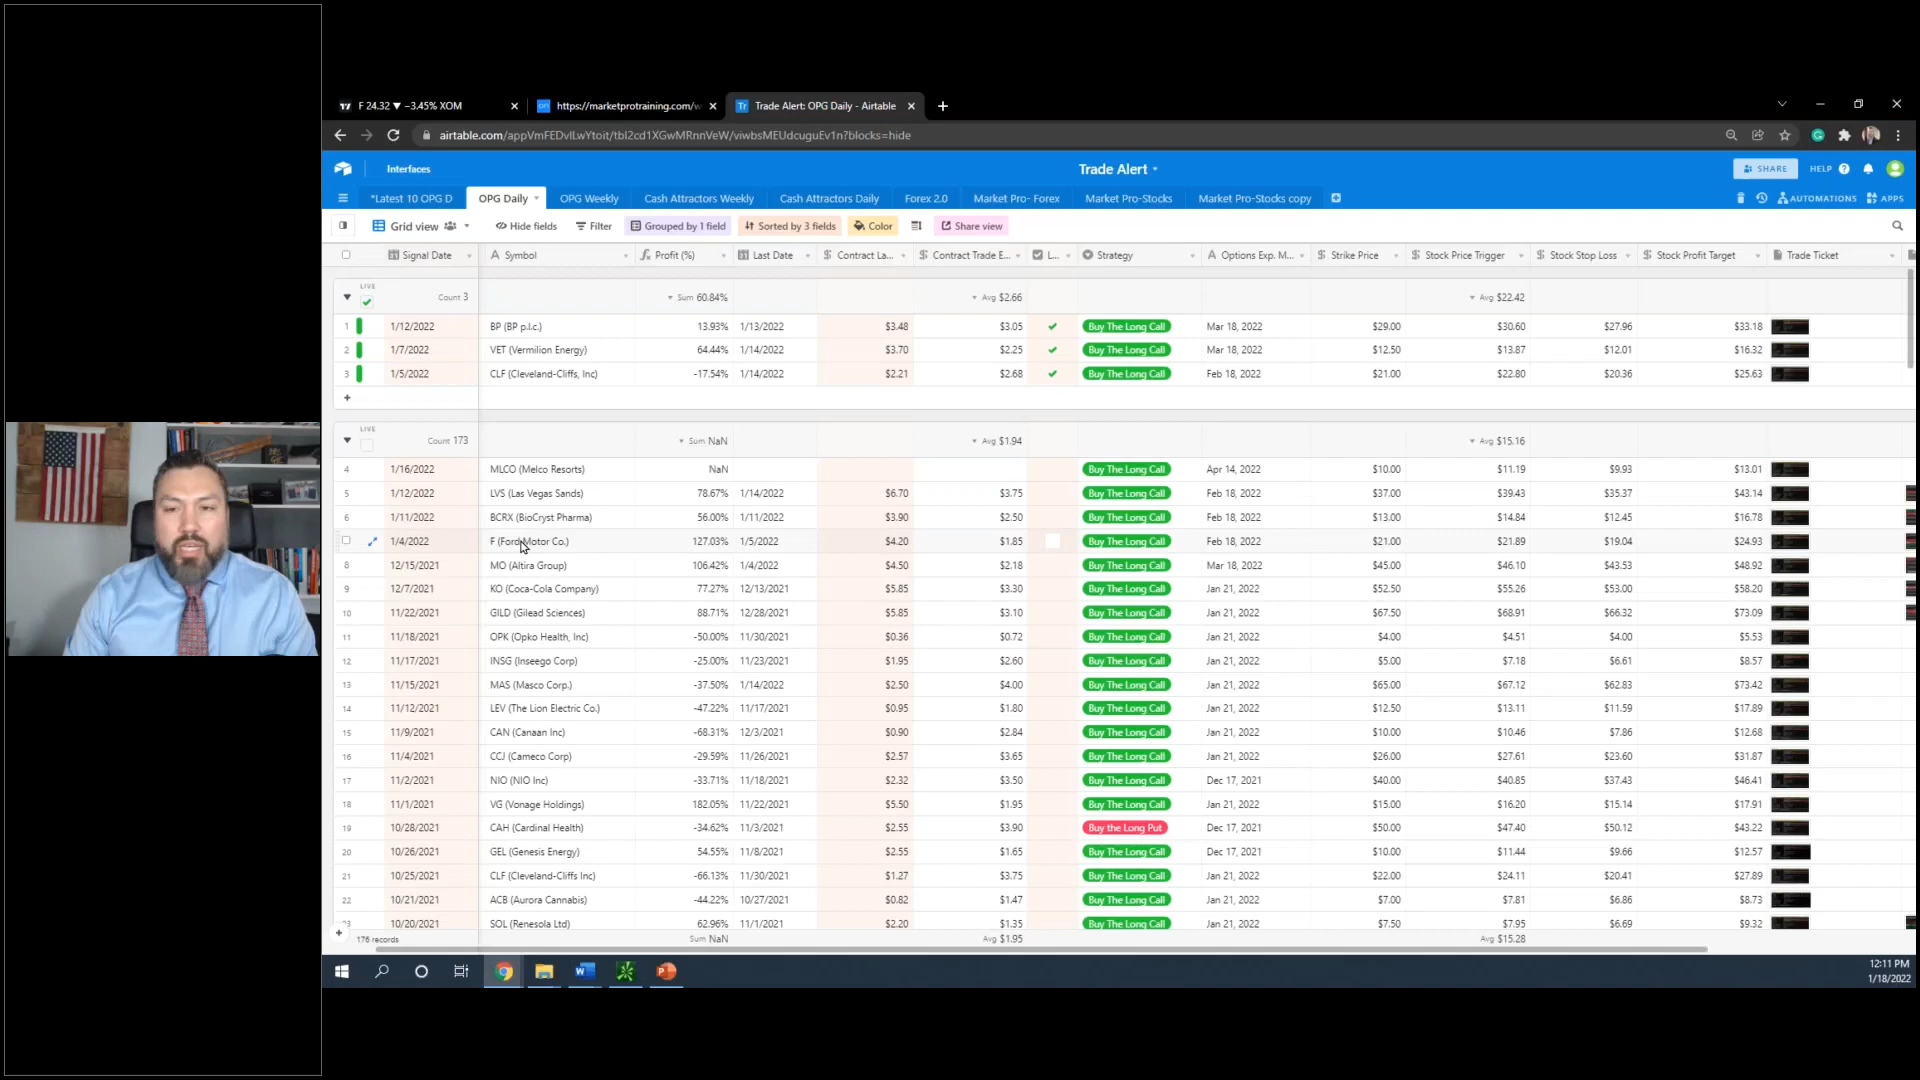 F 24.32 ▼ −3.45% XOM
https://marketprotraining.com/w
Trade Alert: OPG Daily - Airtable
airtable.com/appVmFEDvlLwYtoit/tbl2cd1XGwMRnnVeW/viwbsMEUdcuguEv1n?blocks=hide
Interfaces
Trade Alert
SHARE
HELP
*Latest 10 OPG D
OPG Daily
OPG Weekly
Cash Attractors Weekly
Cash Attractors Daily
Forex 2.0
Market Pro- Forex
Market Pro-Stocks
Market Pro-Stocks copy
AUTOMATIONS
APPS
Grid view
Hide fields
Filter
Grouped by 1 field
Sorted by 3 fields
Color
Share view
Signal Date Symbol Profit (%) Last Date Contract La... Contract Trade E... L... Strategy Options Exp. M... Strike Price Stock Price Trigger Stock Stop Loss Stock Profit Target Trade Ticket
LIVE
Count 3 Sum 60.84% Avg $2.66 Avg $22.42
1 1/12/2022 BP (BP p.l.c.) 13.93% 1/13/2022 $3.48 $3.05 Buy The Long Call Mar 18, 2022 $29.00 $30.60 $27.96 $33.18
2 1/7/2022 VET (Vermilion Energy) 64.44% 1/14/2022 $3.70 $2.25 Buy The Long Call Mar 18, 2022 $12.50 $13.87 $12.01 $16.32
3 1/5/2022 CLF (Cleveland-Cliffs, Inc) -17.54% 1/14/2022 $2.21 $2.68 Buy The Long Call Feb 18, 2022 $21.00 $22.80 $20.36 $25.63
LIVE
Count 173 Sum NaN Avg $1.94 Avg $15.16
4 1/16/2022 MLCO (Melco Resorts) NaN Buy The Long Call Apr 14, 2022 $10.00 $11.19 $9.93 $13.01
5 1/12/2022 LVS (Las Vegas Sands) 78.67% 1/14/2022 $6.70 $3.75 Buy The Long Call Feb 18, 2022 $37.00 $39.43 $35.37 $43.14
6 1/11/2022 BCRX (BioCryst Pharma) 56.00% 1/11/2022 $3.90 $2.50 Buy The Long Call Feb 18, 2022 $13.00 $14.84 $12.45 $16.78
1/4/2022 F (Ford Motor Co.) 127.03% 1/5/2022 $4.20 $1.85 Buy The Long Call Feb 18, 2022 $21.00 $21.89 $19.04 $24.93
8 12/15/2021 MO (Altira Group) 106.42% 1/4/2022 $4.50 $2.18 Buy The Long Call Mar 18, 2022 $45.00 $46.10 $43.53 $48.92
9 12/7/2021 KO (Coca-Cola Company) 77.27% 12/13/2021 $5.85 $3.30 Buy The Long Call Jan 21, 2022 $52.50 $55.26 $53.00 $58.20
10 11/22/2021 GILD (Gilead Sciences) 88.71% 12/28/2021 $5.85 $3.10 Buy The Long Call Jan 21, 2022 $67.50 $68.91 $66.32 $73.09
11 11/18/2021 OPK (Opko Health, Inc) -50.00% 11/30/2021 $0.36 $0.72 Buy The Long Call Jan 21, 2022 $4.00 $4.51 $4.00 $5.53
12 11/17/2021 INSG (Inseego Corp) -25.00% 11/23/2021 $1.95 $2.60 Buy The Long Call Jan 21, 2022 $5.00 $7.18 $6.61 $8.57
13 11/15/2021 MAS (Masco Corp.) -37.50% 1/14/2022 $2.50 $4.00 Buy The Long Call Jan 21, 2022 $65.00 $67.12 $62.83 $73.42
14 11/12/2021 LEV (The Lion Electric Co.) -47.22% 11/17/2021 $0.95 $1.80 Buy The Long Call Jan 21, 2022 $12.50 $13.11 $11.59 $17.89
15 11/9/2021 CAN (Canaan Inc) -68.31% 12/3/2021 $0.90 $2.84 Buy The Long Call Jan 21, 2022 $10.00 $10.46 $7.86 $12.68
16 11/4/2021 CCJ (Cameco Corp) -29.59% 11/26/2021 $2.57 $3.65 Buy The Long Call Jan 21, 2022 $26.00 $27.61 $23.60 $31.87
17 11/2/2021 NIO (NIO Inc) -33.71% 11/18/2021 $2.32 $3.50 Buy The Long Call Dec 17, 2021 $40.00 $40.85 $37.43 $46.41
18 11/1/2021 VG (Vonage Holdings) 182.05% 11/22/2021 $5.50 $1.95 Buy The Long Call Jan 21, 2022 $15.00 $16.20 $15.14 $17.91
19 10/28/2021 CAH (Cardinal Health) -34.62% 11/3/2021 $2.55 $3.90 Buy the Long Put Dec 17, 2021 $50.00 $47.40 $50.12 $43.22
20 10/26/2021 GEL (Genesis Energy) 54.55% 11/8/2021 $2.55 $1.65 Buy The Long Call Dec 17, 2021 $10.00 $11.44 $9.66 $12.57
21 10/25/2021 CLF (Cleveland-Cliffs Inc) -66.13% 11/30/2021 $1.27 $3.75 Buy The Long Call Jan 21, 2022 $22.00 $24.11 $20.41 $27.89
22 10/21/2021 ACB (Aurora Cannabis) -44.22% 10/27/2021 $0.82 $1.47 Buy The Long Call Jan 21, 2022 $7.00 $7.81 $6.86 $8.73
23 10/20/2021 SOL (Renesola Ltd) 62.96% 11/1/2021 $2.20 $1.35 Buy The Long Call Jan 21, 2022 $7.50 $7.95 $6.69 $9.32
176 records Sum NaN Avg $1.95 Avg $15.28
12:11 PM
1/18/2022